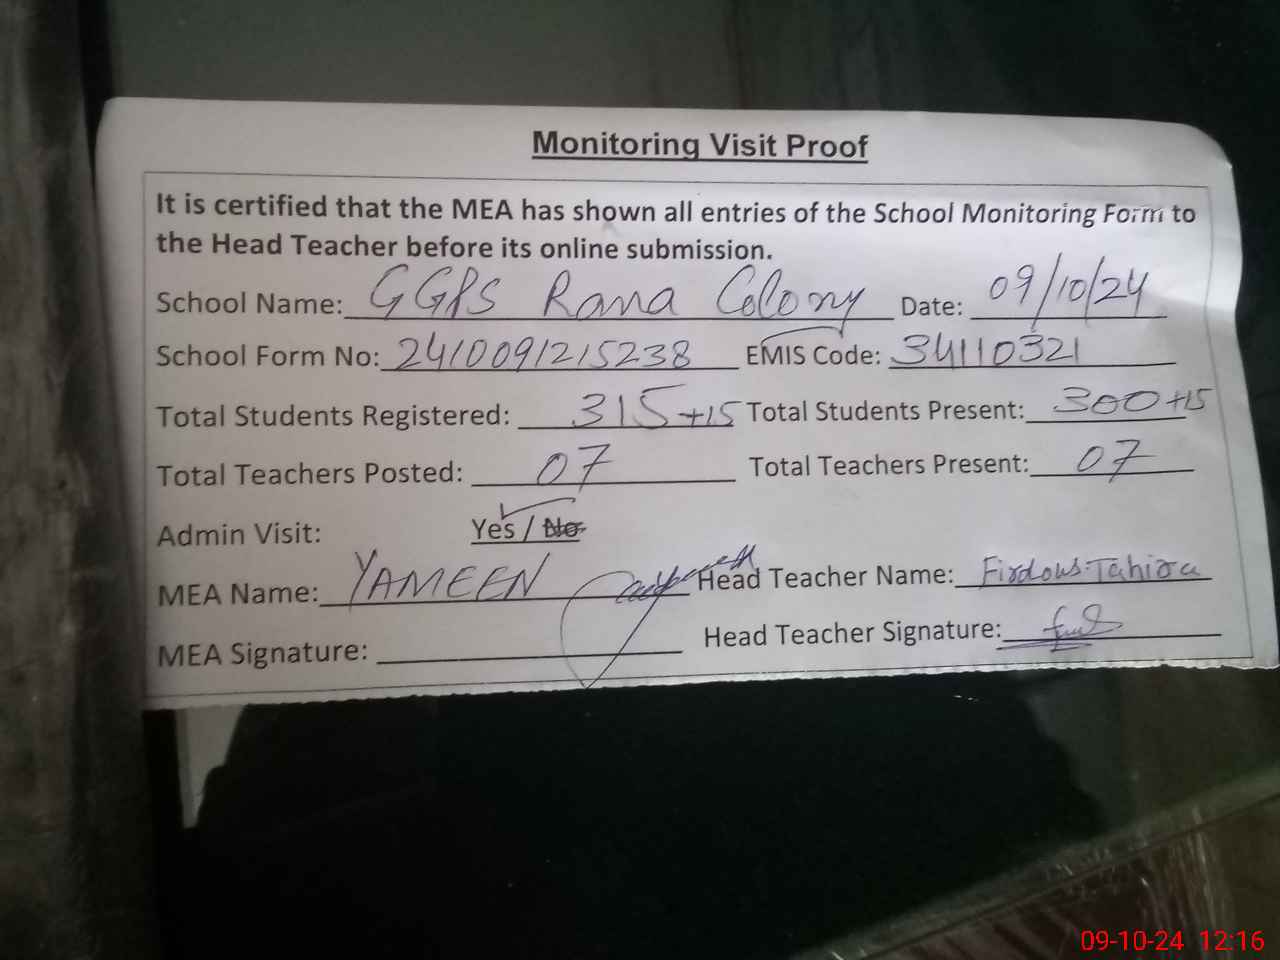 Monitoring Visit Proof
It is certified that the MEA has shown all entries of the School Monitoring Form to
the Head Teacher before its online submission.
School Name: GGPS Rana Colony Date: 09/10/24
School Form No: 2410091215238 EMIS Code: 34110321
Total Students Registered: 315+15 Total Students Present: 300+15
Total Teachers Posted: 07 Total Teachers Present: 07
Admin Visit: Yes / No
MEA Name: YAMEEN Head Teacher Name: Firdows Tahira
MEA Signature: Head Teacher Signature:
09-10-24 12:16